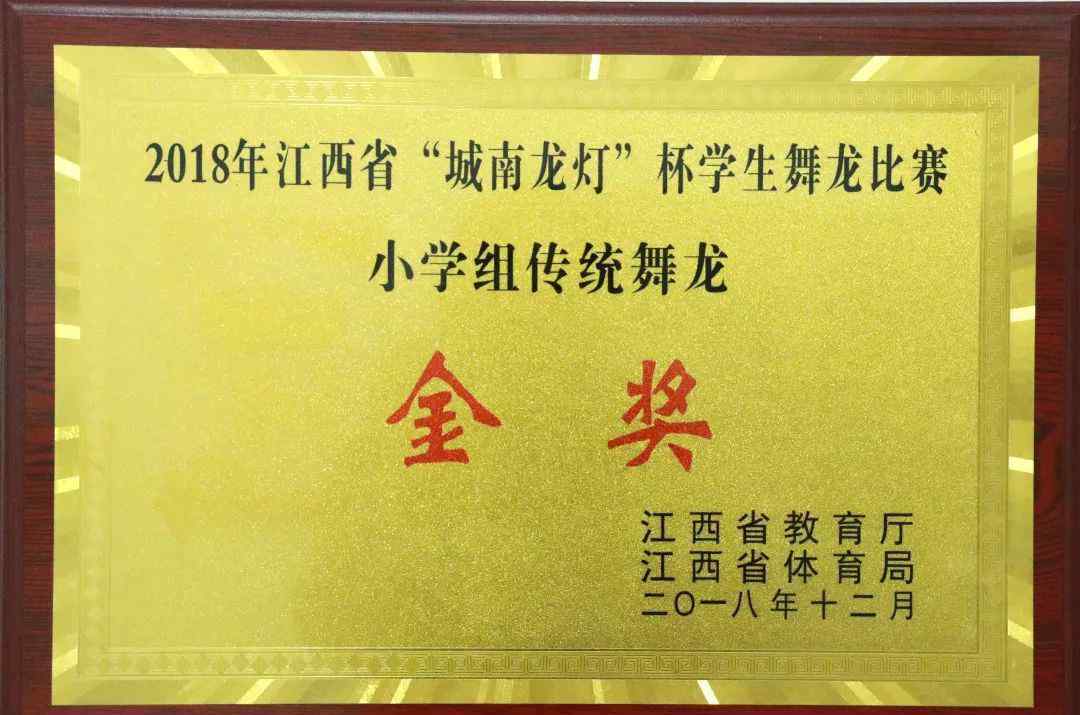 2018年江西省“城南龙灯”杯学生舞龙比赛
小学组传统舞龙
金奖
江西省教育厅
江西省体育局
二〇一八年十二月